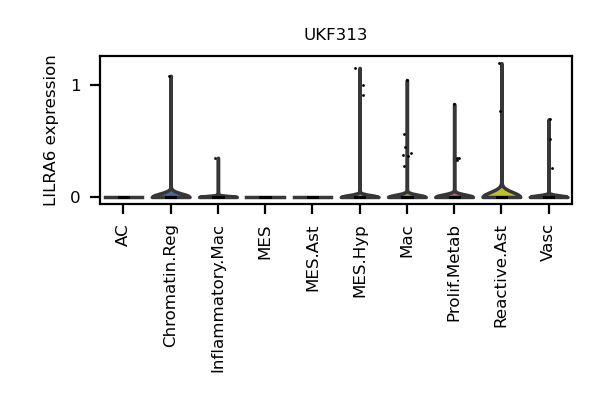 UKF313
LILRA6 expression
1
0
AC
Chromatin.Reg
Inflammatory.Mac
MES
MES.Ast
MES.Hyp
Mac
Prolif.Metab
Reactive.Ast
Vasc